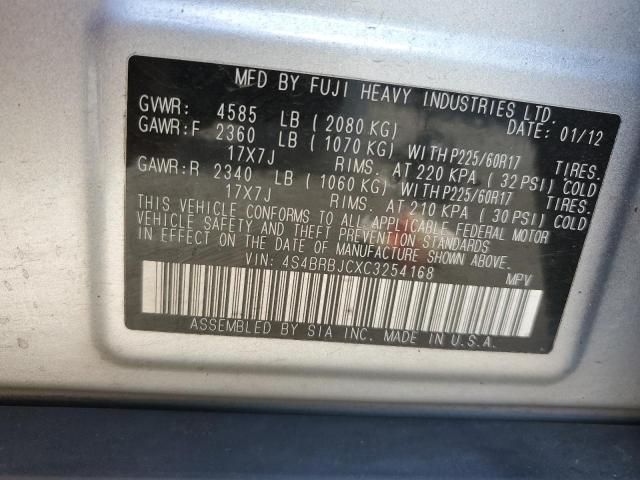 MFD BY FUJI HEAVY INDUSTRIES LTD.
GVWR: 4585 LB (2080 KG) DATE: 01/12
GAWR:F 2360 LB (1070 KG) WITH P225/60R17 TIRES.
17X7J RIMS. AT 220 KPA (32 PSI) COLD
GAWR:R 2340 LB (1060 KG) WITH P225/60R17 TIRES.
17X7J RIMS. AT 210 KPA (30 PSI) COLD
THIS VEHICLE CONFORMS TO ALL APPLICABLE FEDERAL MOTOR
VEHICLE SAFETY AND THEFT PREVENTION STANDARDS
IN EFFECT ON THE DATE OF MANUFACTURE SHOWN ABOVE.
VIN: 4S4BRBJCXC3254168 MPV
ASSEMBLED BY SIA INC. MADE IN U.S.A.